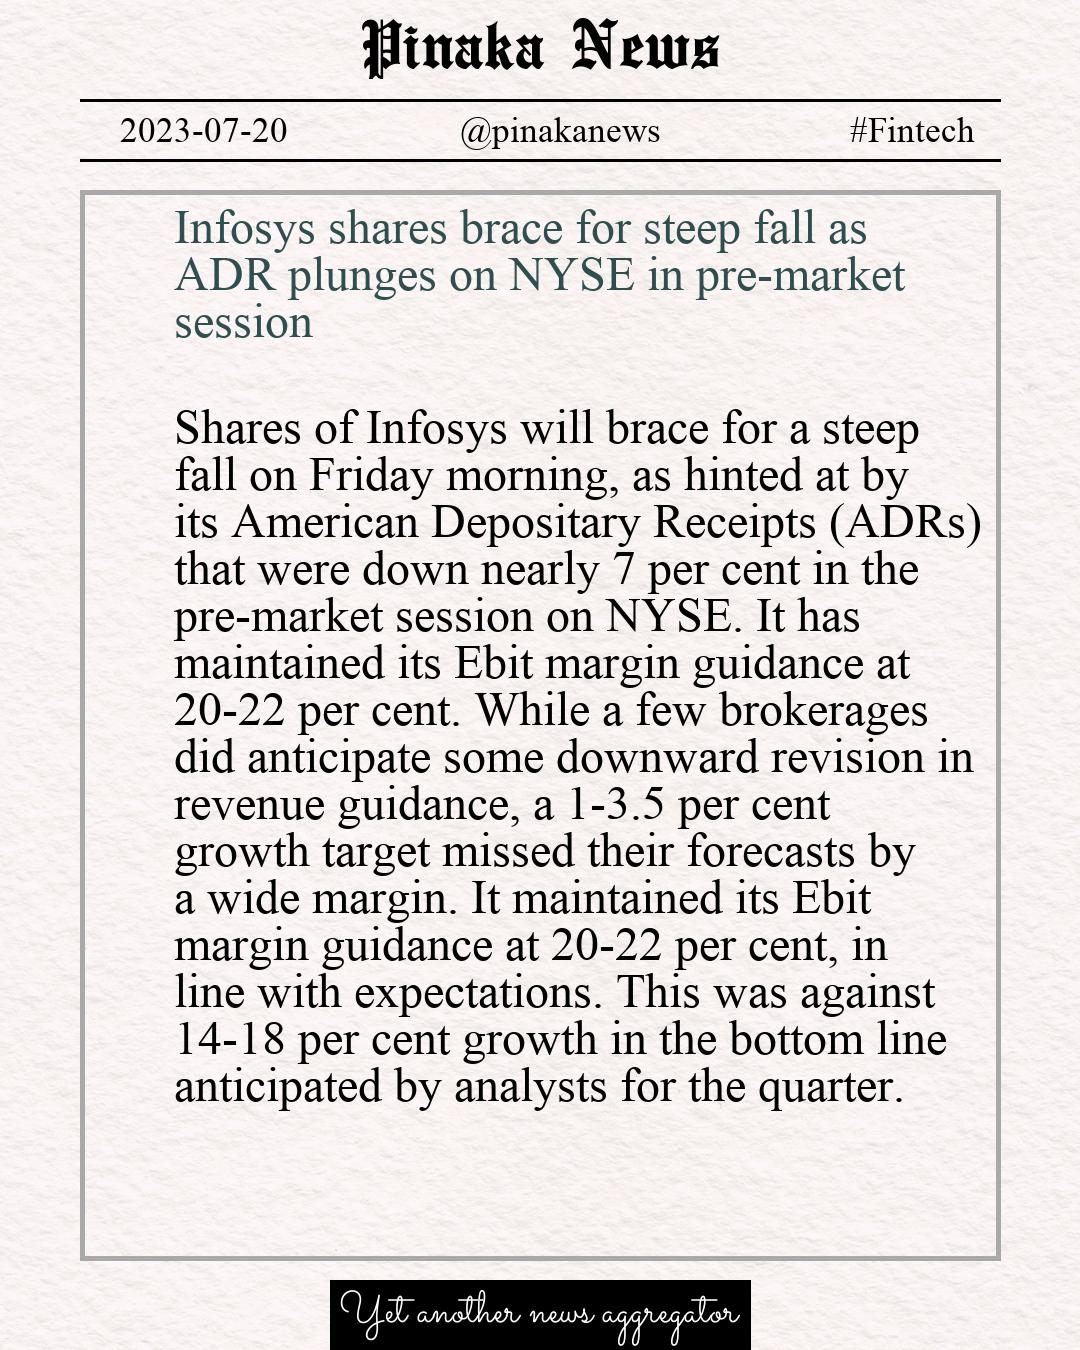 Pinaka News
2023-07-20 @pinakanews #Fintech
Infosys shares brace for steep fall as
ADR plunges on NYSE in pre-market
session
Shares of Infosys will brace for a steep
fall on Friday morning, as hinted at by
its American Depositary Receipts (ADRs)
that were down nearly 7 per cent in the
pre-market session on NYSE. It has
maintained its Ebit margin guidance at
20-22 per cent. While a few brokerages
did anticipate some downward revision in
revenue guidance, a 1-3.5 per cent
growth target missed their forecasts by
a wide margin. It maintained its Ebit
margin guidance at 20-22 per cent, in
line with expectations. This was against
14-18 per cent growth in the bottom line
anticipated by analysts for the quarter.
Yet another news aggregator